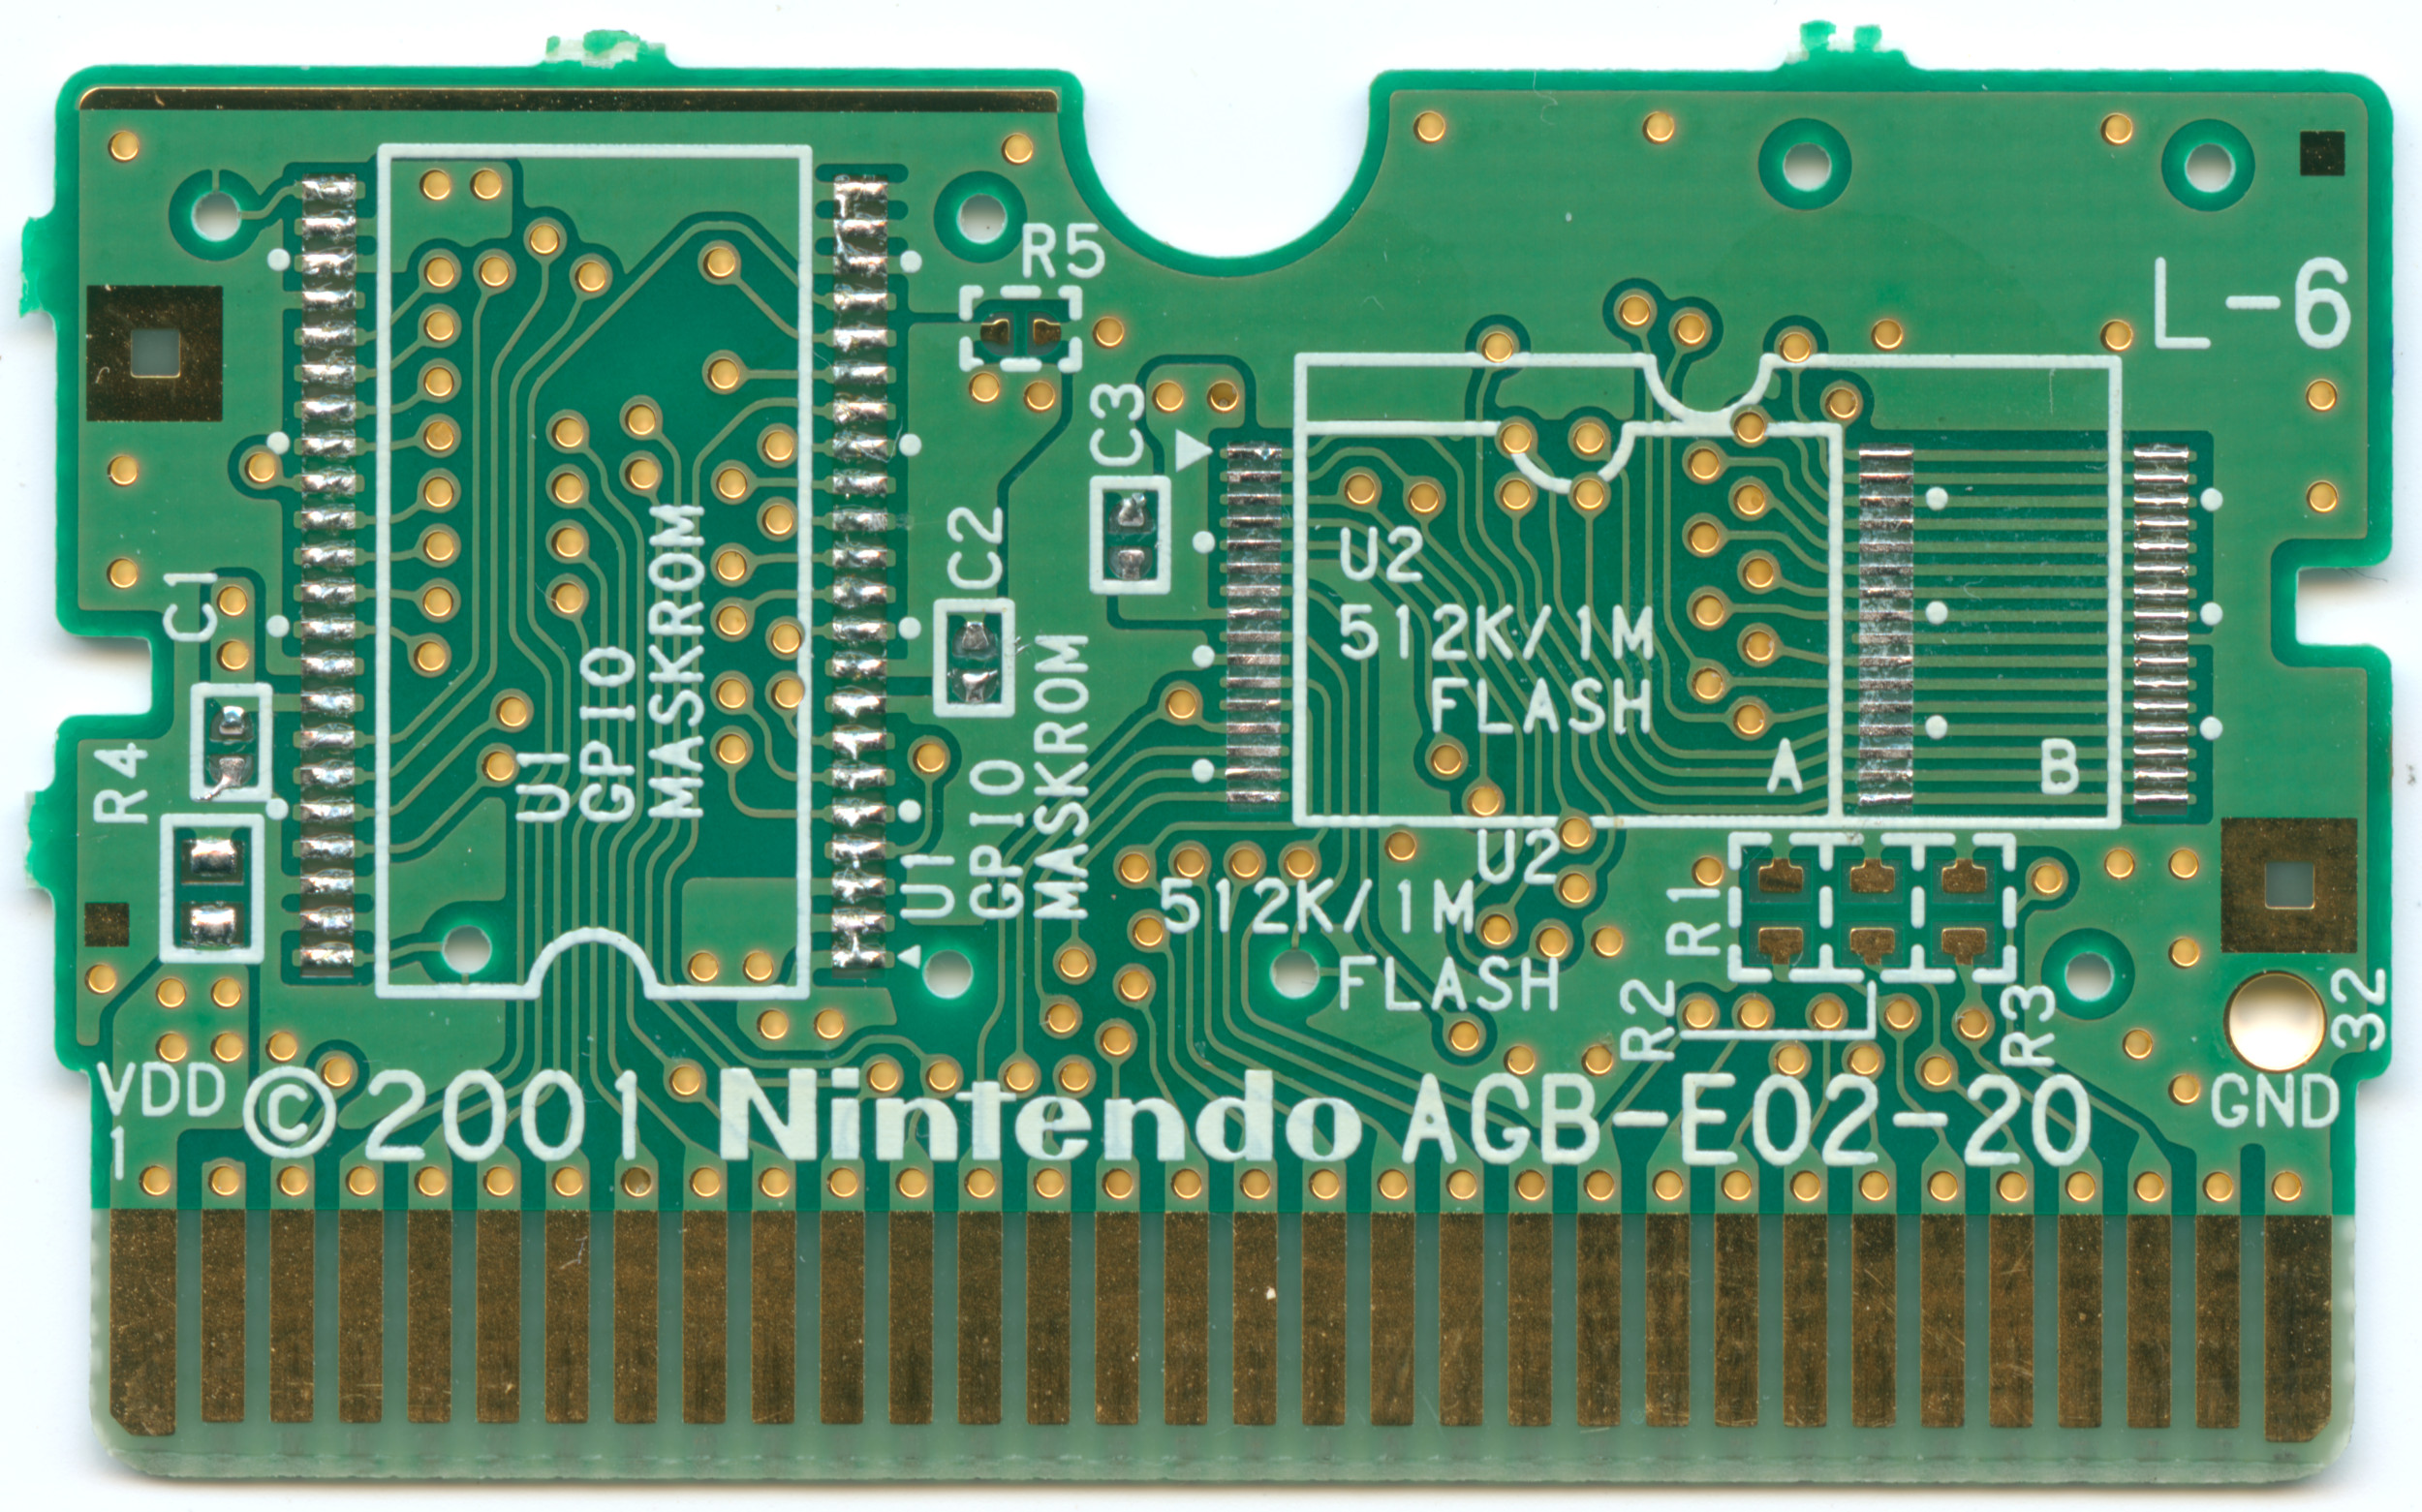 R5
L-6
C3
C2
C1
U2
512K/1M
FLASH
A
B
U1
GPIO
MASKROM
R4
U1
GPIO
MASKROM
U2
512K/1M
FLASH
R1
R2
R3
32
VDD
1
GND
©2001 Nintendo AGB-E02-20